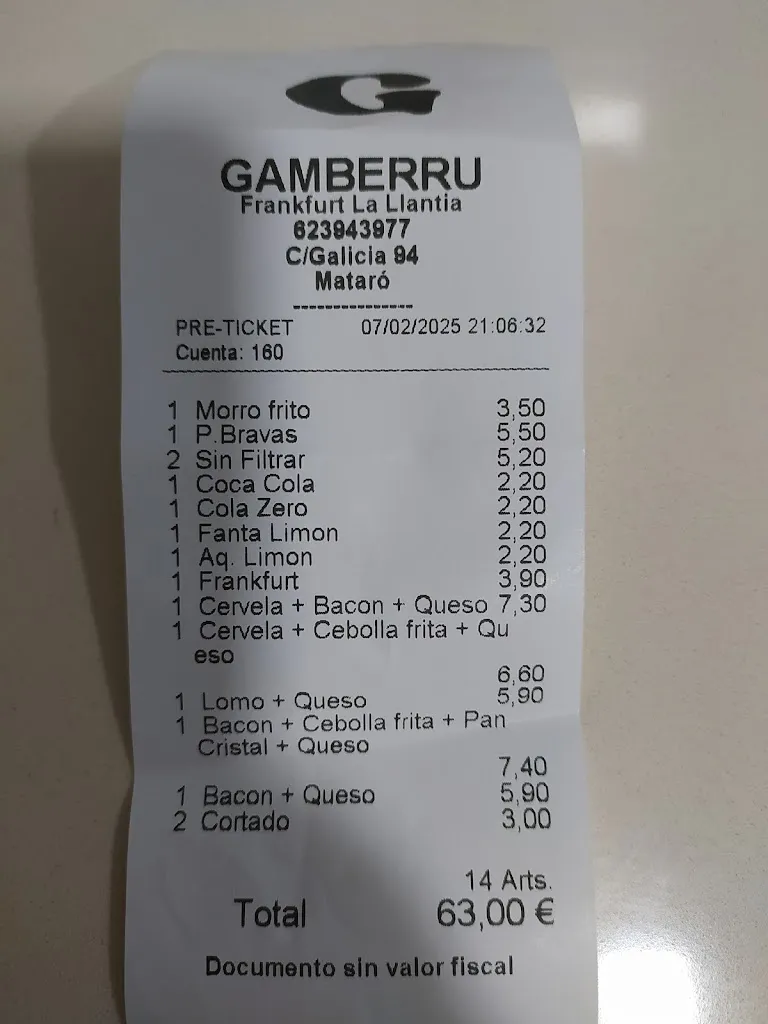 GAMBERRU
Frankfurt La Llantia
623943977
C/Galicia 94
Mataró
---------------
PRE-TICKET 07/02/2025 21:06:32
Cuenta: 160
1 Morro frito 3,50
1 P.Bravas 5,50
2 Sin Filtrar 5,20
1 Coca Cola 2,20
1 Cola Zero 2,20
1 Fanta Limon 2,20
1 Aq. Limon 2,20
1 Frankfurt 3,90
1 Cervela + Bacon + Queso 7,30
1 Cervela + Cebolla frita + Qu
eso
6,60
1 Lomo + Queso 5,90
1 Bacon + Cebolla frita + Pan
Cristal + Queso
7,40
1 Bacon + Queso 5,90
2 Cortado 3,00
14 Arts.
Total 63,00 €
Documento sin valor fiscal